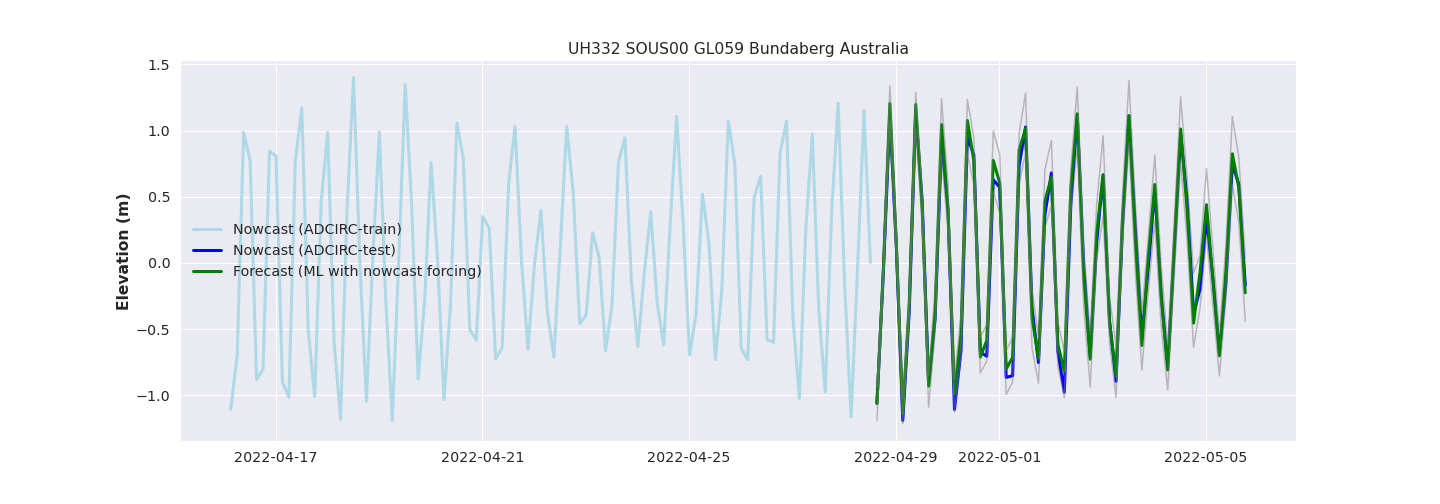 UH332 SOUS00 GL059 Bundaberg Australia
Elevation (m)
1.5
1.0
0.5
0.0
−0.5
−1.0
Nowcast (ADCIRC-train)
Nowcast (ADCIRC-test)
Forecast (ML with nowcast forcing)
2022-04-17 2022-04-21 2022-04-25 2022-04-29 2022-05-01 2022-05-05